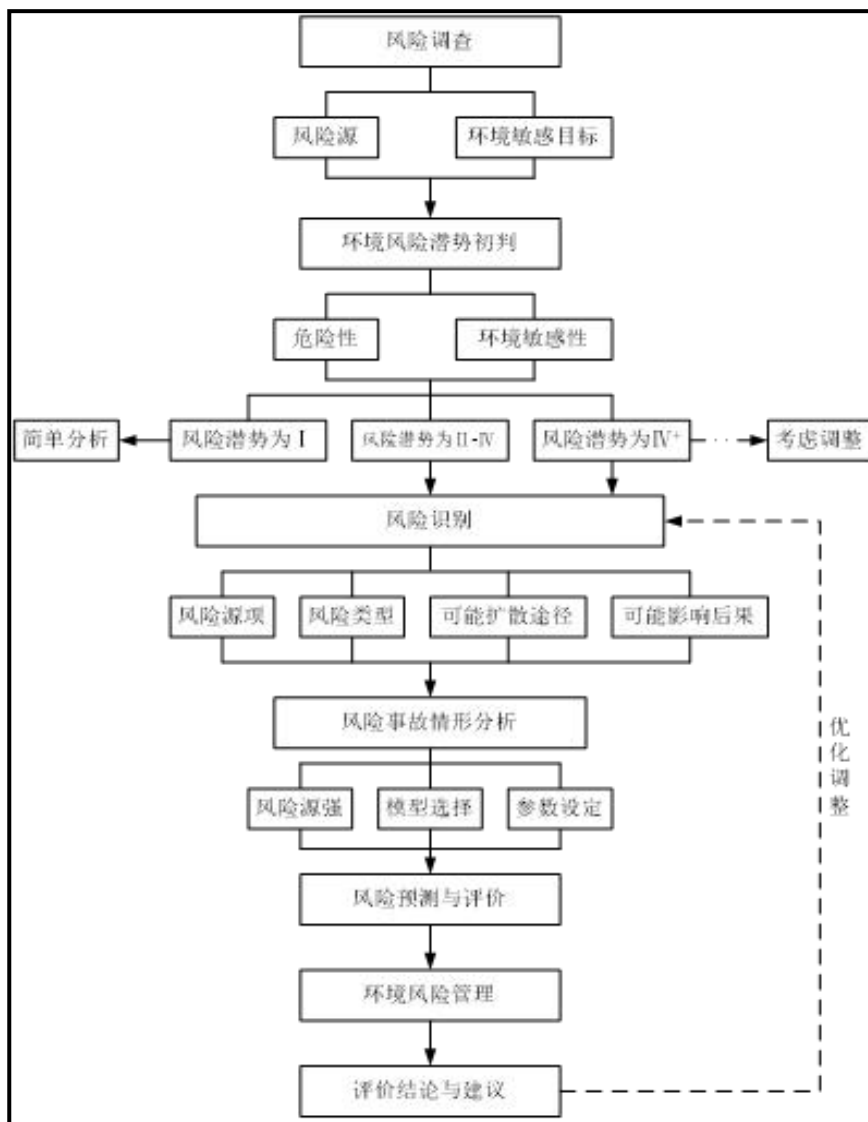 风险调查
风险源
环境敏感目标
环境风险潜势初判
危险性
环境敏感性
简单分析
风险潜势为Ⅰ
风险潜势为Ⅱ-Ⅳ
风险潜势为Ⅳ⁺
考虑调整
风险识别
风险源项
风险类型
可能扩散途径
可能影响后果
风险事故情形分析
优化调整
风险源强
模型选择
参数设定
风险预测与评价
环境风险管理
评价结论与建议